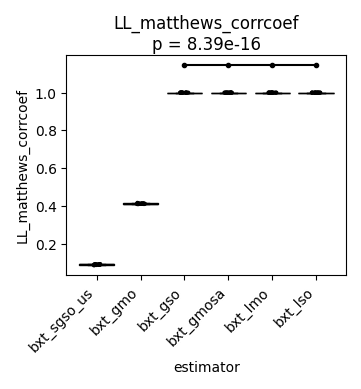 LL_matthews_corrcoef
p = 8.39e-16
LL_matthews_corrcoef
1.0
0.8
0.6
0.4
0.2
bxt_sgso_us
bxt_gmo
bxt_gso
bxt_gmosa
bxt_lmo
bxt_lso
estimator